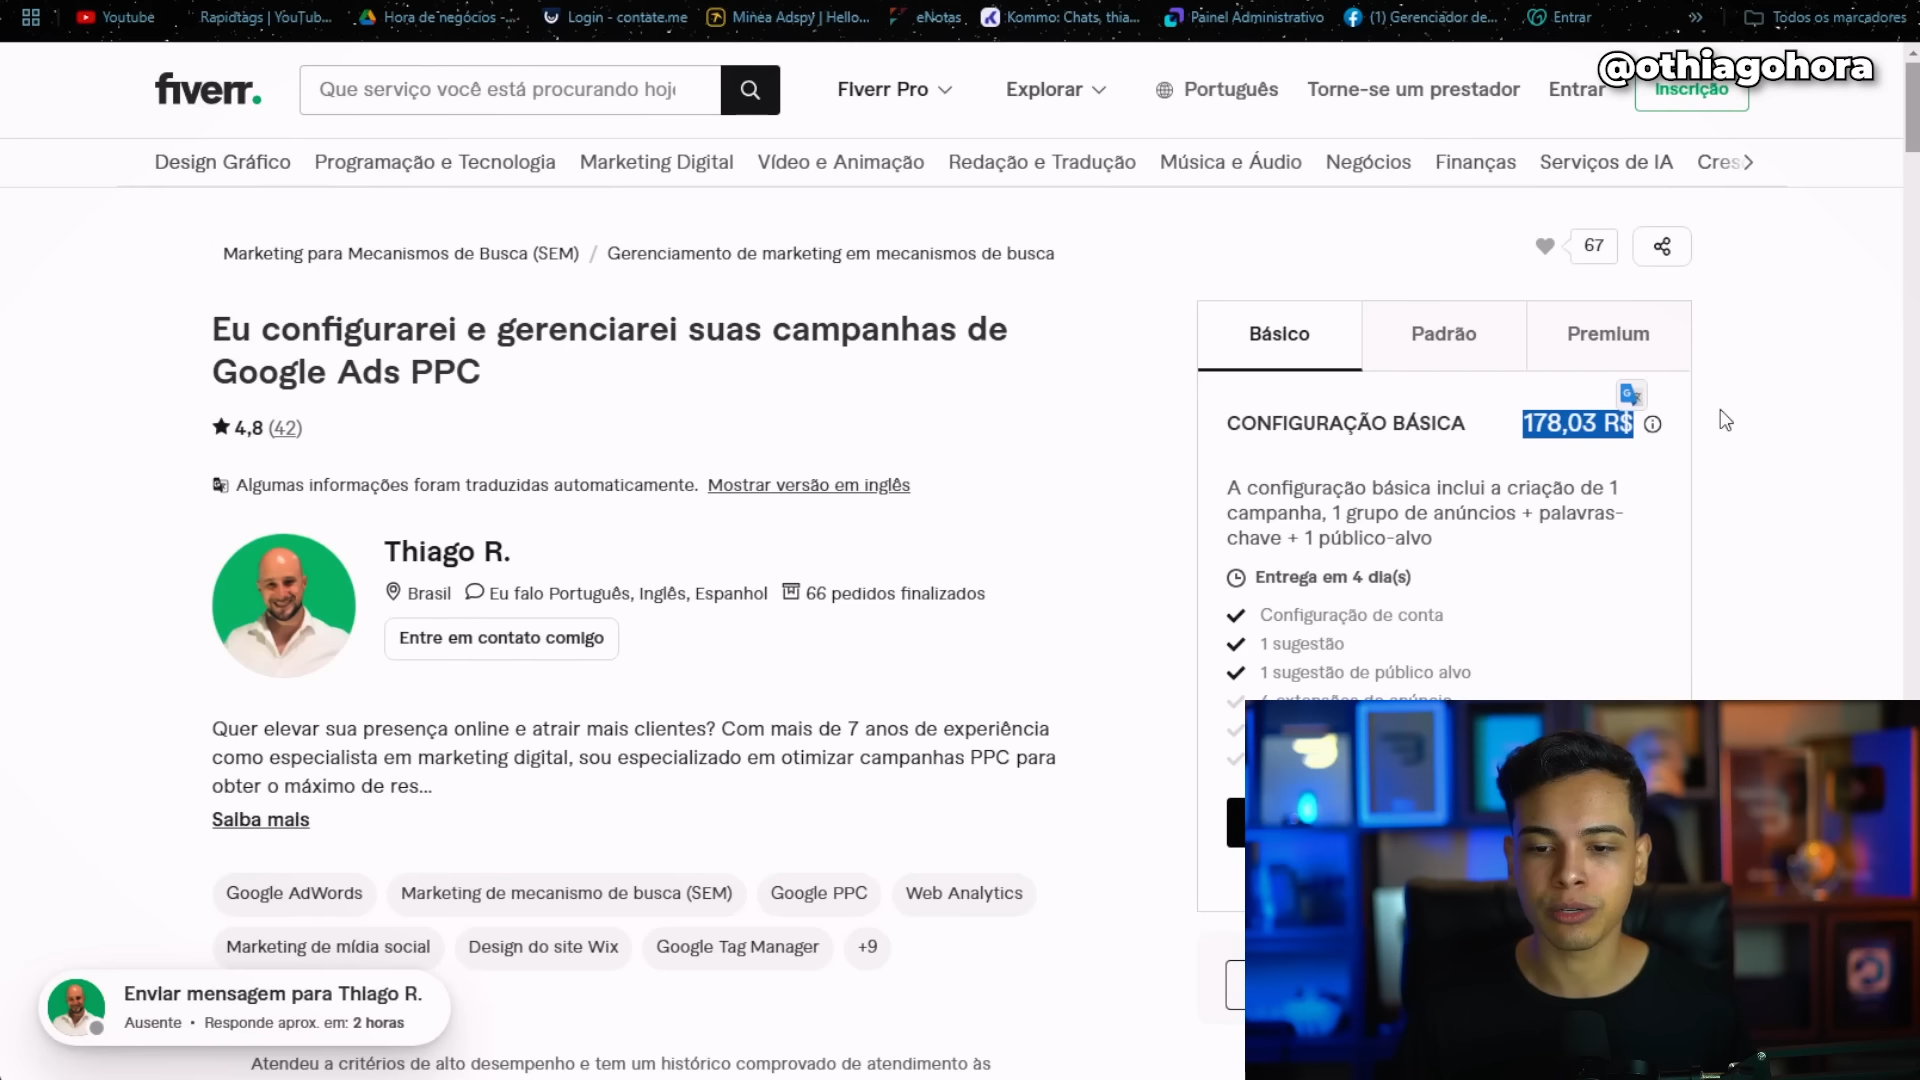 Youtube
Rapidtags | YouTub...
Hora de negócios -...
Login - contate.me
Minea Adspy | Hello...
eNotas
Kommo: Chats, thia...
Painel Administrativo
(1) Gerenciador de...
Entrar
Todos os marcadores
@othiagohora
fiverr.
Que serviço você está procurando hoje
Fiverr Pro
Explorar
Português
Torne-se um prestador
Entrar
Inscrição
Design Gráfico
Programação e Tecnologia
Marketing Digital
Vídeo e Animação
Redação e Tradução
Música e Áudio
Negócios
Finanças
Serviços de IA
Cres
Marketing para Mecanismos de Busca (SEM) / Gerenciamento de marketing em mecanismos de busca
67
Eu configurarei e gerenciarei suas campanhas de
Google Ads PPC
4,8 (42)
Algumas informações foram traduzidas automaticamente. Mostrar versão em inglês
Thiago R.
Brasil
Eu falo Português, Inglês, Espanhol
66 pedidos finalizados
Entre em contato comigo
Quer elevar sua presença online e atrair mais clientes? Com mais de 7 anos de experiência
como especialista em marketing digital, sou especializado em otimizar campanhas PPC para
obter o máximo de res...
Saiba mais
Google AdWords
Marketing de mecanismo de busca (SEM)
Google PPC
Web Analytics
Marketing de mídia social
Design do site Wix
Google Tag Manager
+9
Enviar mensagem para Thiago R.
Ausente • Responde aprox. em: 2 horas
Atendeu a critérios de alto desempenho e tem um histórico comprovado de atendimento às
Básico
Padrão
Premium
CONFIGURAÇÃO BÁSICA
178,03 R$
A configuração básica inclui a criação de 1
campanha, 1 grupo de anúncios + palavras-
chave + 1 público-alvo
Entrega em 4 dia(s)
Configuração de conta
1 sugestão
1 sugestão de público alvo